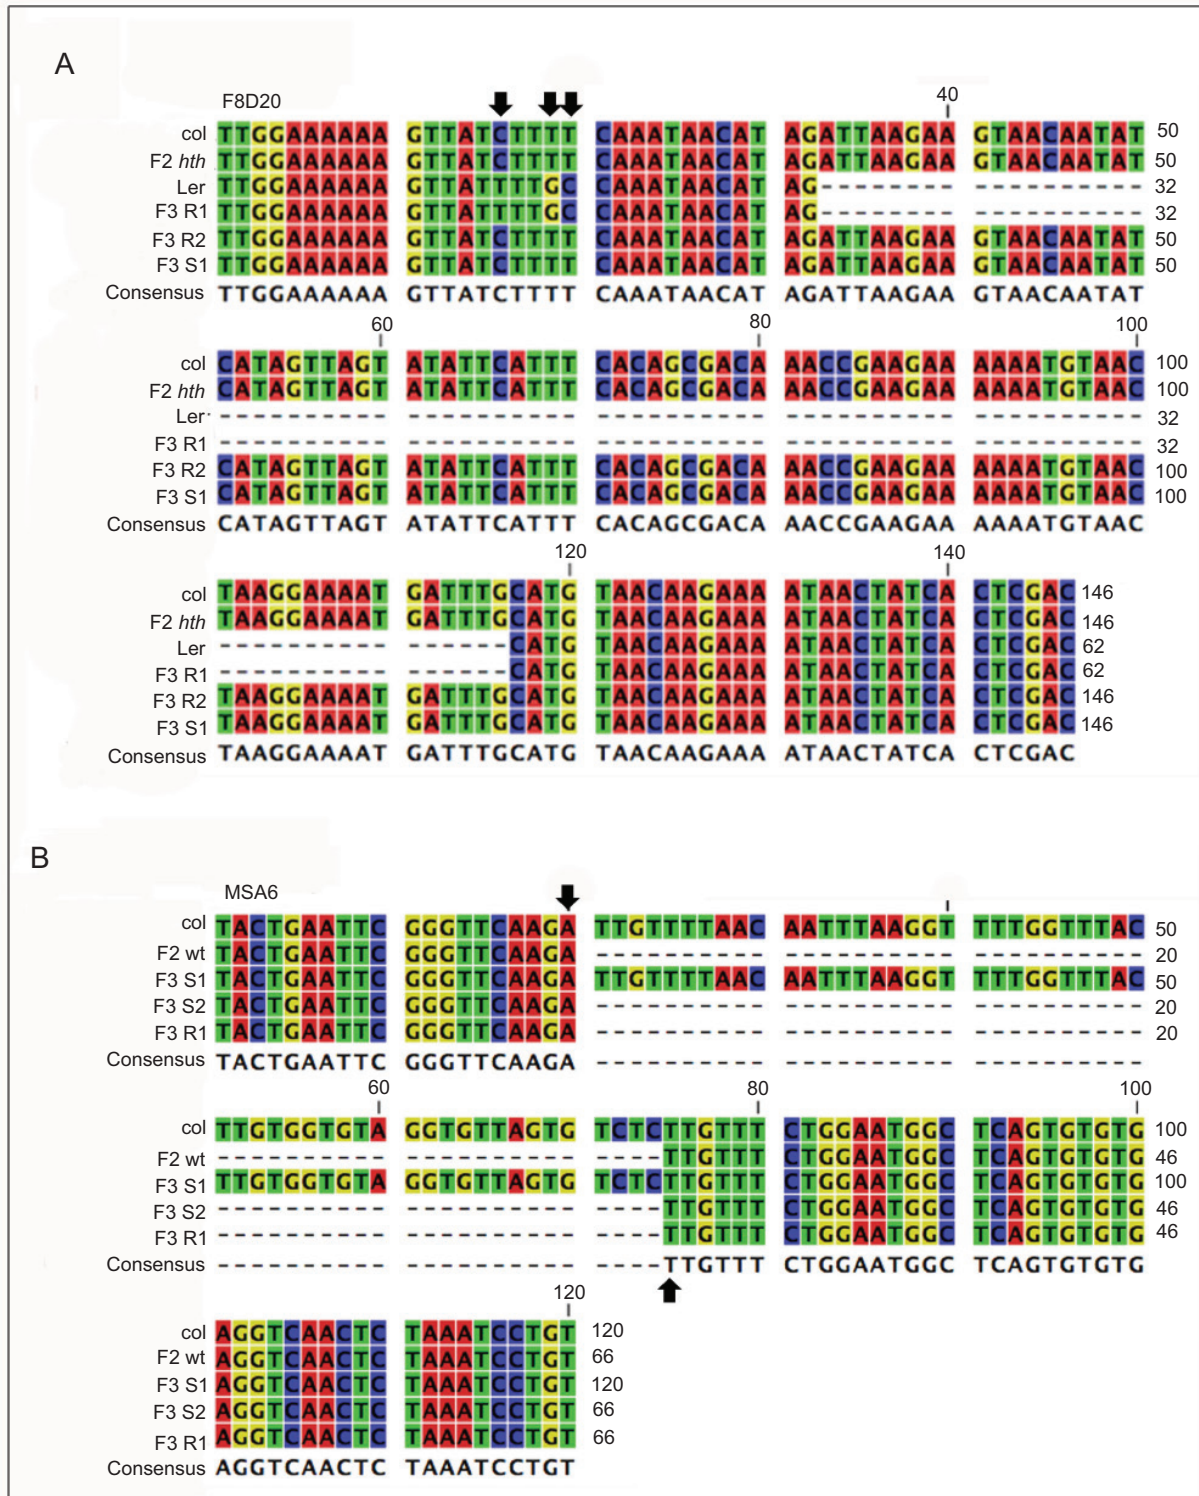 A
F8D20
40
col TTGGAAAAAA GTTATCTTTT CAAATAACAT AGATTAAGAA GTAACAATAT 50
F2 hth TTGGAAAAAA GTTATCTTTT CAAATAACAT AGATTAAGAA GTAACAATAT 50
Ler TTGGAAAAAA GTTATTTTGC CAAATAACAT AG-------- ---------- 32
F3 R1 TTGGAAAAAA GTTATTTTGC CAAATAACAT AG-------- ---------- 32
F3 R2 TTGGAAAAAA GTTATCTTTT CAAATAACAT AGATTAAGAA GTAACAATAT 50
F3 S1 TTGGAAAAAA GTTATCTTTT CAAATAACAT AGATTAAGAA GTAACAATAT 50
Consensus TTGGAAAAAA GTTATCTTTT CAAATAACAT AGATTAAGAA GTAACAATAT
60 80 100
col CATAGTTAGT ATATTCATTT CACAGCGACA AACCGAAGAA AAAATGTAAC 100
F2 hth CATAGTTAGT ATATTCATTT CACAGCGACA AACCGAAGAA AAAATGTAAC 100
Ler ---------- ---------- ---------- ---------- ---------- 32
F3 R1 ---------- ---------- ---------- ---------- ---------- 32
F3 R2 CATAGTTAGT ATATTCATTT CACAGCGACA AACCGAAGAA AAAATGTAAC 100
F3 S1 CATAGTTAGT ATATTCATTT CACAGCGACA AACCGAAGAA AAAATGTAAC 100
Consensus CATAGTTAGT ATATTCATTT CACAGCGACA AACCGAAGAA AAAATGTAAC
120 140
col TAAGGAAAAT GATTTGCATG TAACAAGAAA ATAACTATCA CTCGAC 146
F2 hth TAAGGAAAAT GATTTGCATG TAACAAGAAA ATAACTATCA CTCGAC 146
Ler ---------- ------CATG TAACAAGAAA ATAACTATCA CTCGAC 62
F3 R1 ---------- ------CATG TAACAAGAAA ATAACTATCA CTCGAC 62
F3 R2 TAAGGAAAAT GATTTGCATG TAACAAGAAA ATAACTATCA CTCGAC 146
F3 S1 TAAGGAAAAT GATTTGCATG TAACAAGAAA ATAACTATCA CTCGAC 146
Consensus TAAGGAAAAT GATTTGCATG TAACAAGAAA ATAACTATCA CTCGAC
B
MSA6
col TACTGAATTC GGGTTCAAGA TTGTTTTAAC AATTTAAGGT TTTGGTTTAC 50
F2 wt TACTGAATTC GGGTTCAAGA ---------- ---------- ---------- 20
F3 S1 TACTGAATTC GGGTTCAAGA TTGTTTTAAC AATTTAAGGT TTTGGTTTAC 50
F3 S2 TACTGAATTC GGGTTCAAGA ---------- ---------- ---------- 20
F3 R1 TACTGAATTC GGGTTCAAGA ---------- ---------- ---------- 20
Consensus TACTGAATTC GGGTTCAAGA ---------- ---------- ----------
60 80 100
col TTGTGGTGTA GGTGTTAGTG TCTCTTGTTT CTGGAATGGC TCAGTGTGTG 100
F2 wt ---------- ---------- ----TTGTTT CTGGAATGGC TCAGTGTGTG 46
F3 S1 TTGTGGTGTA GGTGTTAGTG TCTCTTGTTT CTGGAATGGC TCAGTGTGTG 100
F3 S2 ---------- ---------- ----TTGTTT CTGGAATGGC TCAGTGTGTG 46
F3 R1 ---------- ---------- ----TTGTTT CTGGAATGGC TCAGTGTGTG 46
Consensus ---------- ---------- ----TTGTTT CTGGAATGGC TCAGTGTGTG
120
col AGGTCAACTC TAAATCCTGT 120
F2 wt AGGTCAACTC TAAATCCTGT 66
F3 S1 AGGTCAACTC TAAATCCTGT 120
F3 S2 AGGTCAACTC TAAATCCTGT 66
F3 R1 AGGTCAACTC TAAATCCTGT 66
Consensus AGGTCAACTC TAAATCCTGT